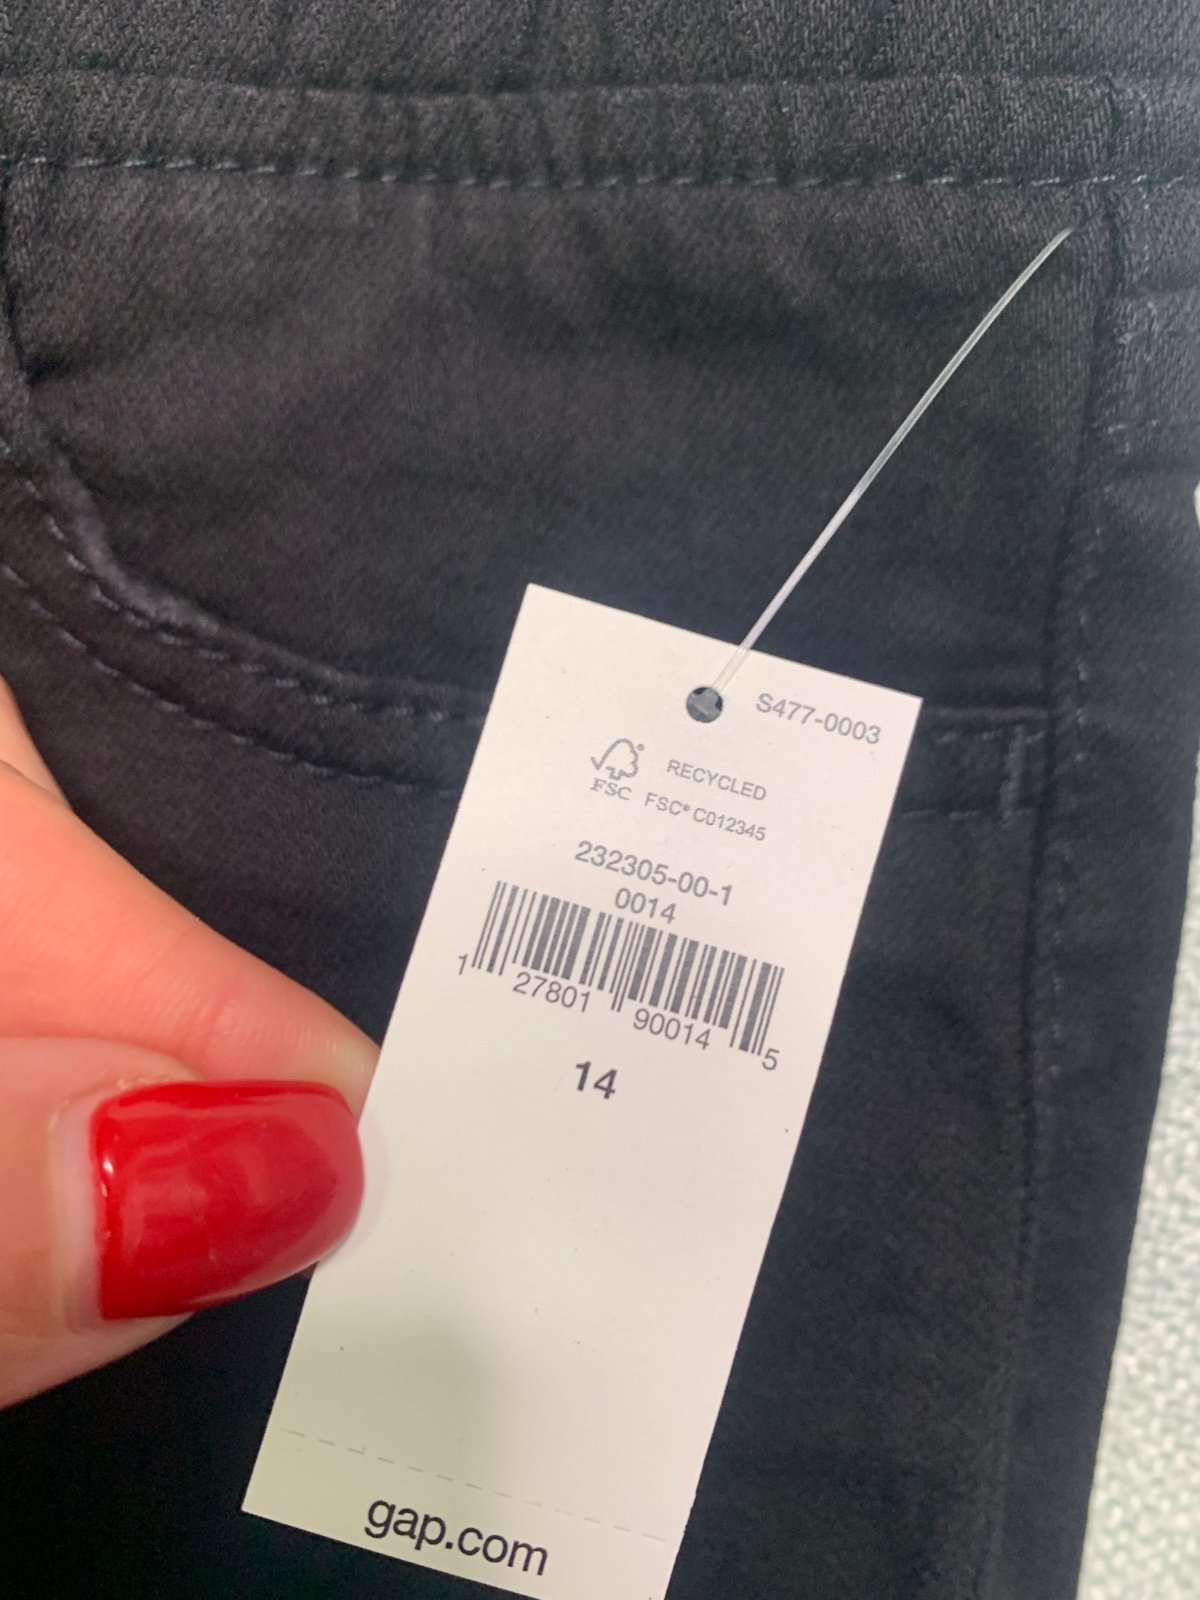 S477-0003
RECYCLED
FSC FSC® C012345
232305-00-1
0014
1 27801 90014 5
14
gap.com